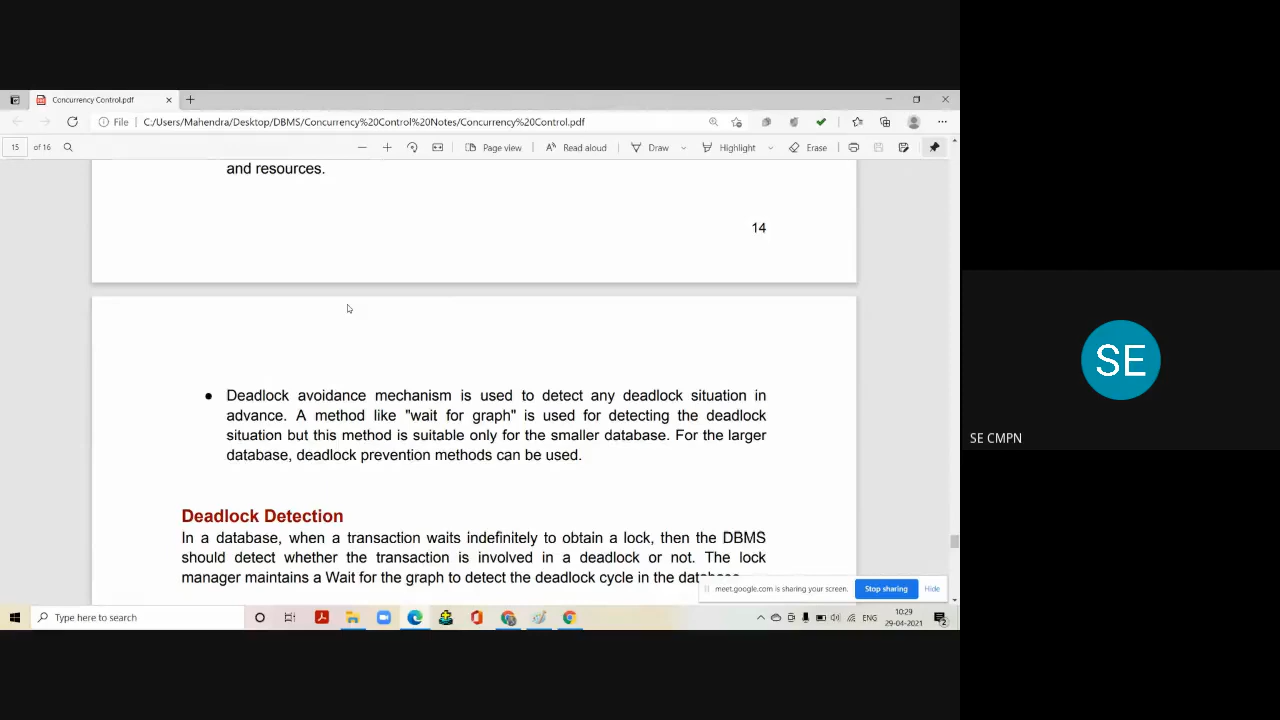 Concurrency Control.pdf
File
C:/Users/Mahendra/Desktop/DBMS/Concurrency%20Control%20Notes/Concurrency%20Control.pdf
15 of 16
Page view
Read aloud
Draw
Highlight
Erase
and resources.
14
● Deadlock avoidance mechanism is used to detect any deadlock situation in
advance. A method like "wait for graph" is used for detecting the deadlock
situation but this method is suitable only for the smaller database. For the larger
database, deadlock prevention methods can be used.
Deadlock Detection
In a database, when a transaction waits indefinitely to obtain a lock, then the DBMS
should detect whether the transaction is involved in a deadlock or not. The lock
manager maintains a Wait for the graph to detect the deadlock cycle in the database.
meet.google.com is sharing your screen.
Stop sharing
Hide
SE
SE CMPN
Type here to search
ENG
10:29
29-04-2021
2